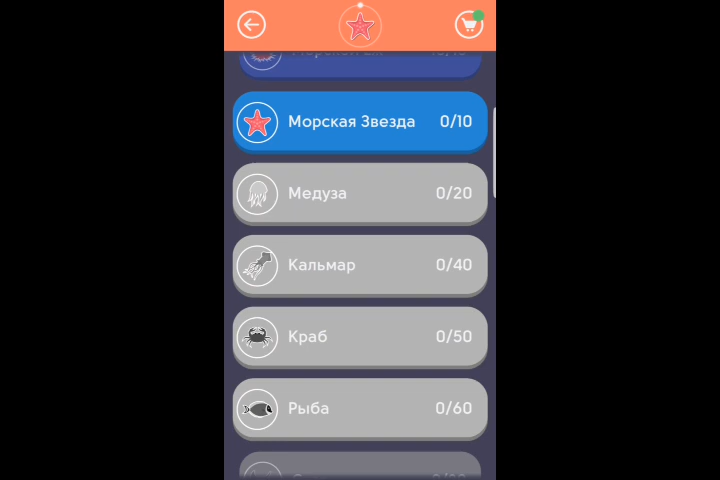 Морская Звезда 0/10
Медуза 0/20
Кальмар 0/40
Краб 0/50
Рыба 0/60